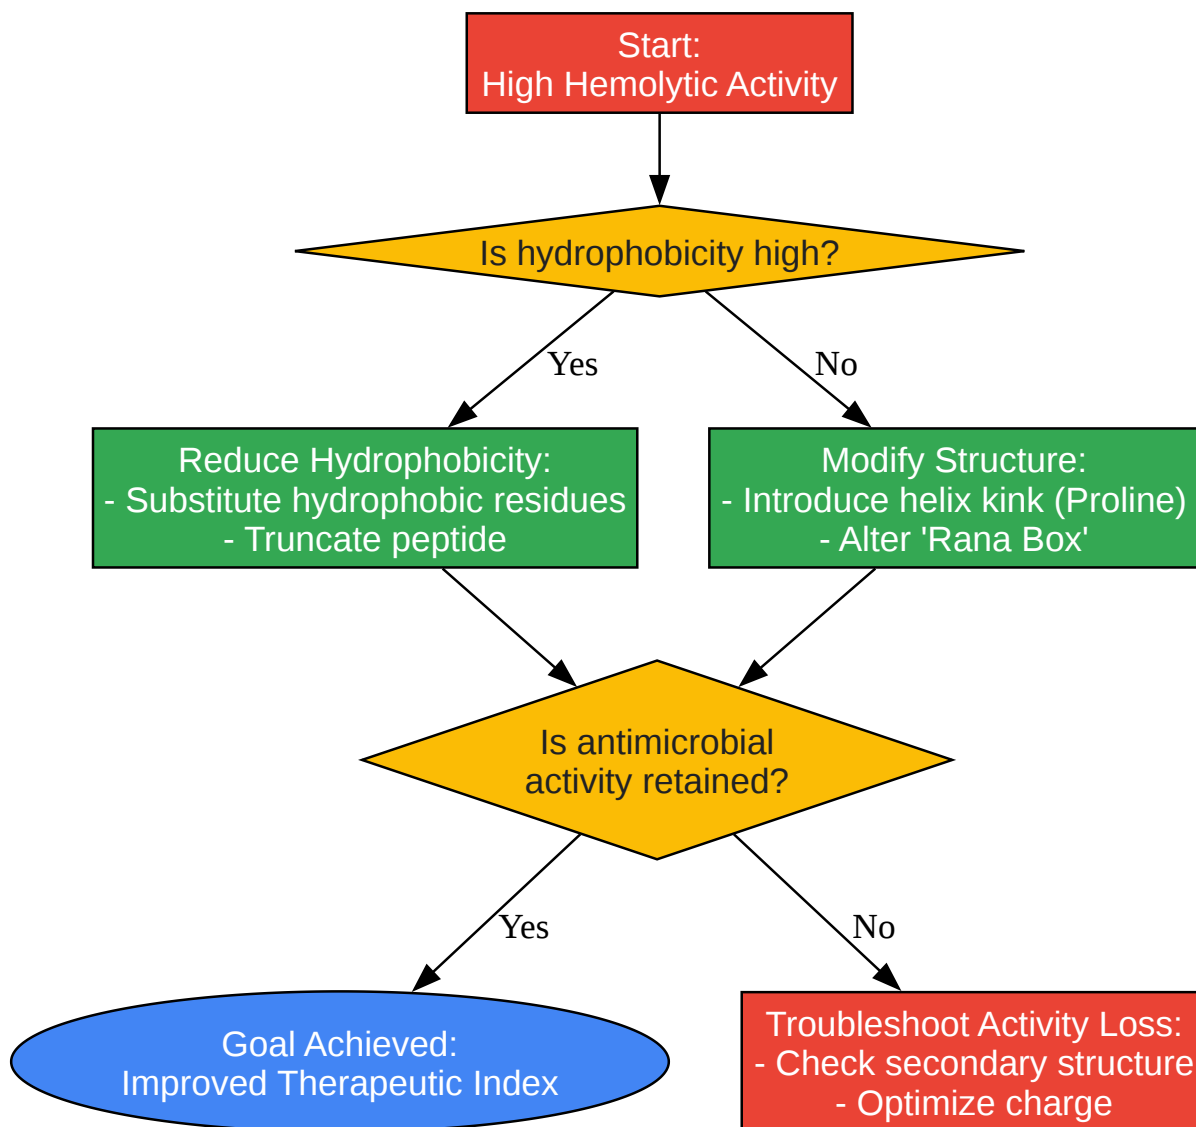 Start:
High Hemolytic Activity
Is hydrophobicity high?
Yes
No
Reduce Hydrophobicity:
- Substitute hydrophobic residues
- Truncate peptide
Modify Structure:
- Introduce helix kink (Proline)
- Alter 'Rana Box'
Is antimicrobial
activity retained?
Yes
No
Goal Achieved:
Improved Therapeutic Index
Troubleshoot Activity Loss:
- Check secondary structure
- Optimize charge